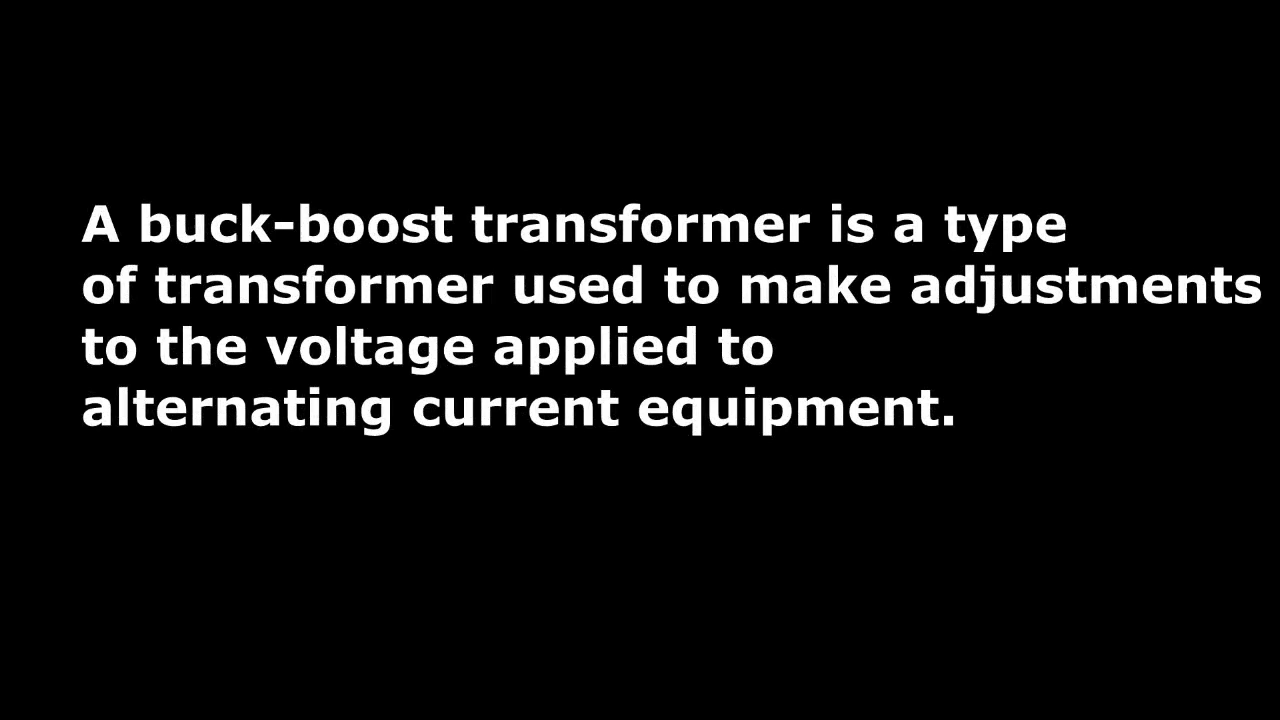 A buck-boost transformer is a type
of transformer used to make adjustments
to the voltage applied to
alternating current equipment.